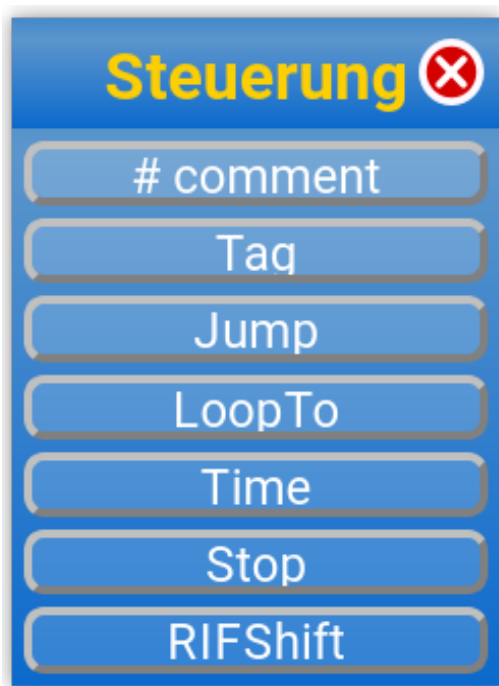 Steuerung
# comment
Tag
Jump
LoopTo
Time
Stop
RIFShift